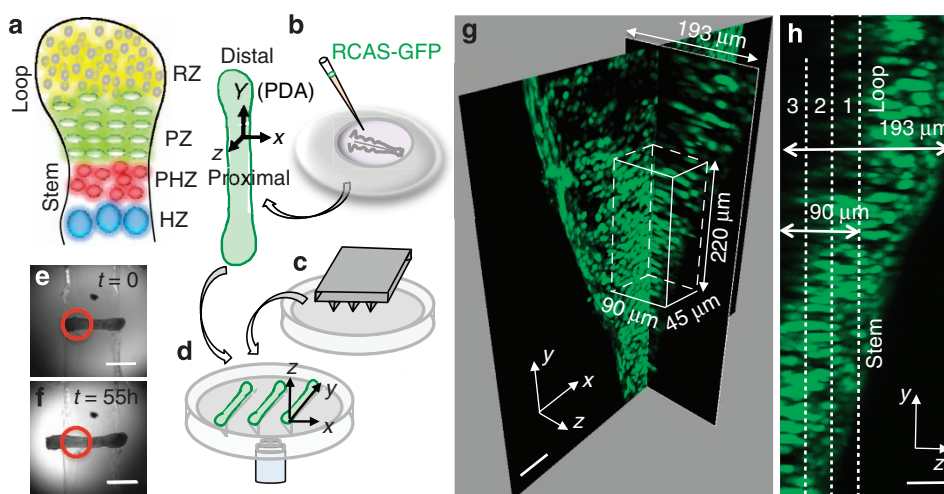 a
Loop
Stem
RZ
PZ
PHZ
HZ
Distal
Y
(PDA)
x
z
Proximal
b
RCAS-GFP
c
d
z
y
x
e
t = 0
f
t = 55h
g
193 µm
220 µm
90 µm
45 µm
y
x
z
h
3
2
1
Loop
193 µm
90 µm
Stem
y
z